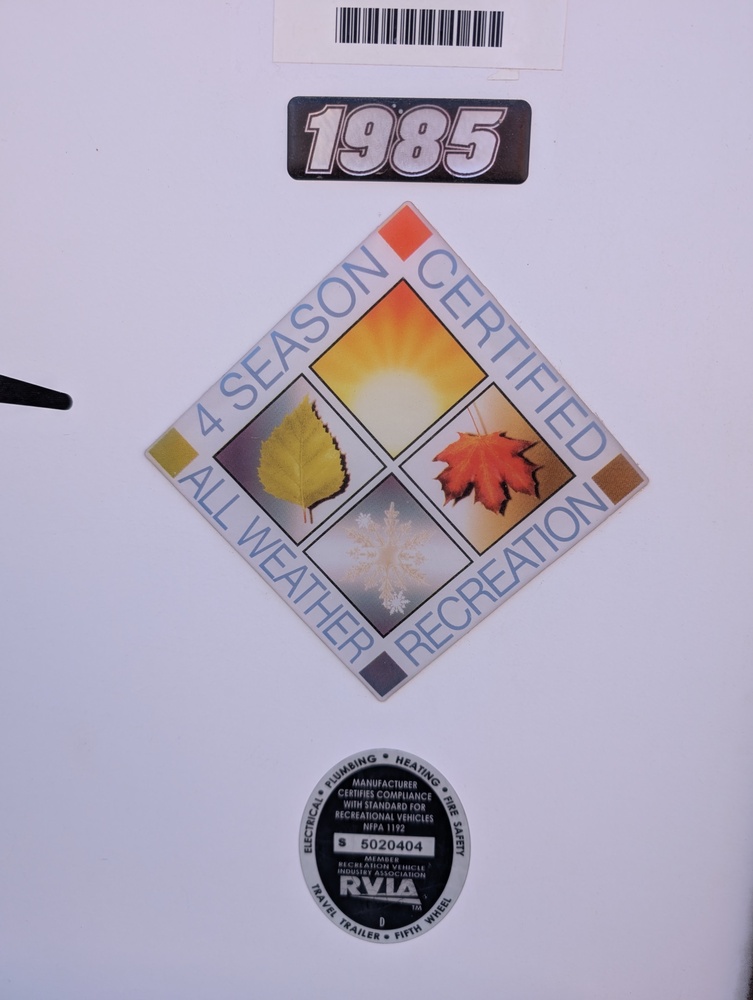 1985
4 SEASON
CERTIFIED
ALL WEATHER
RECREATION
ELECTRICAL • PLUMBING • HEATING • FIRE SAFETY
MANUFACTURER
CERTIFIES COMPLIANCE
WITH STANDARD FOR
RECREATIONAL VEHICLES
NFPA 1192
S 5020404
MEMBER
RECREATION VEHICLE
INDUSTRY ASSOCIATION
RVIA
TM
D
TRAVEL TRAILER • FIFTH WHEEL